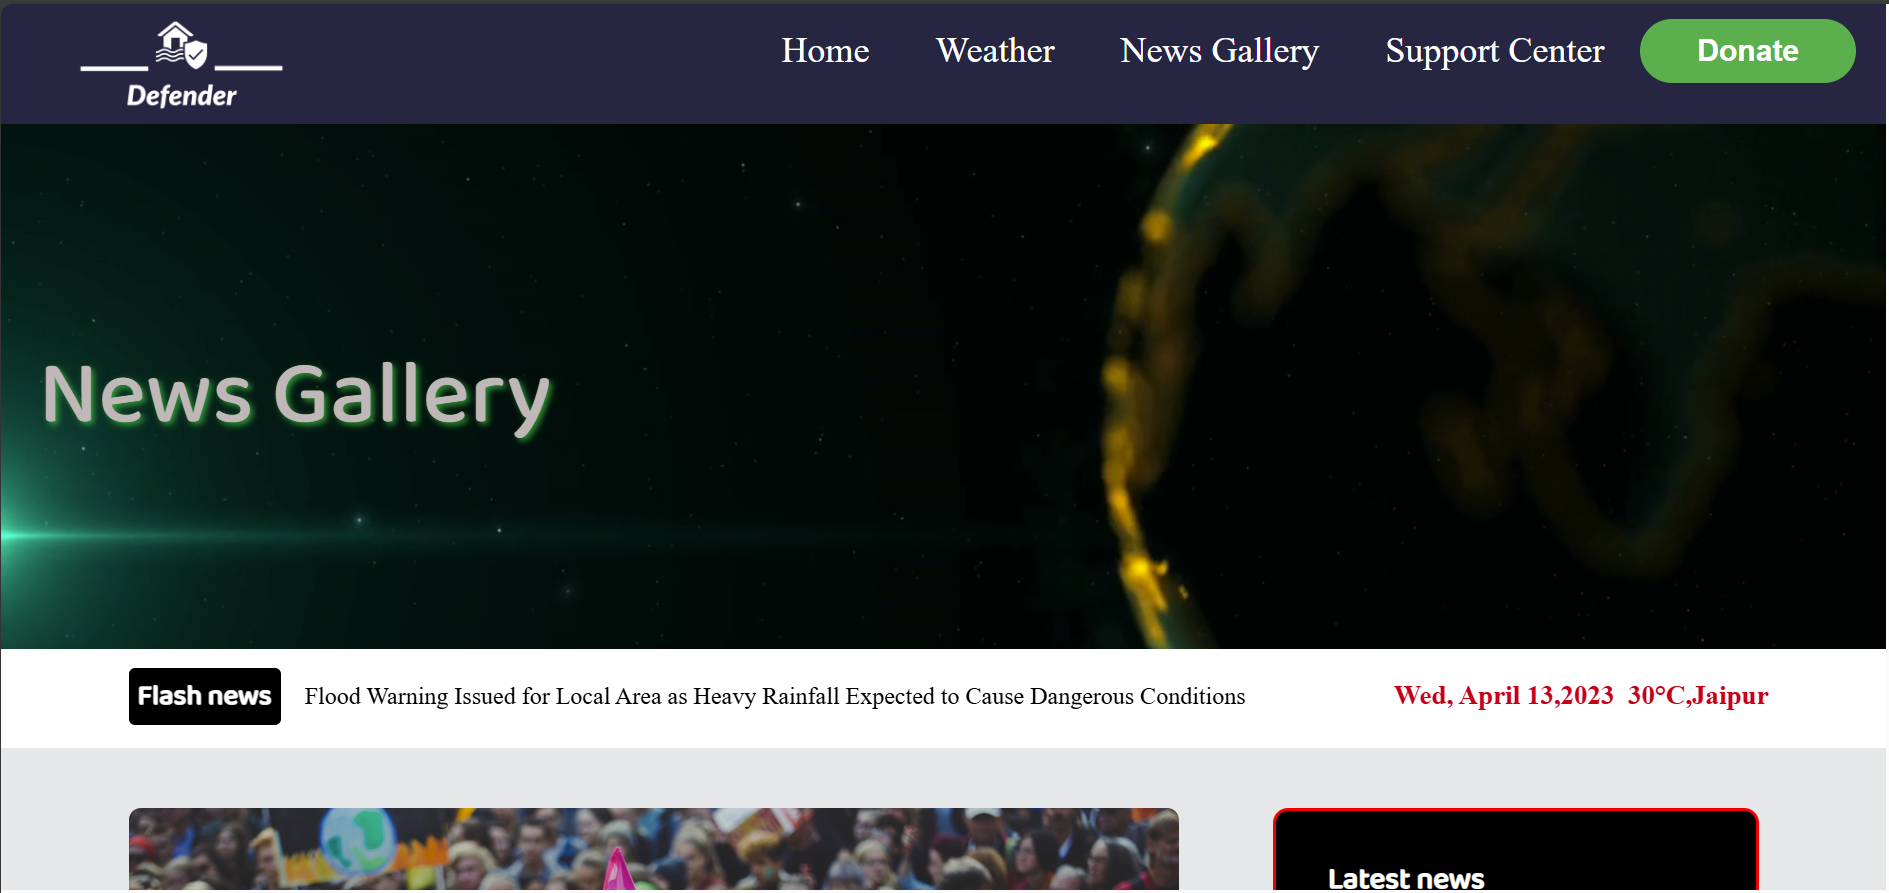 Defender
Home Weather News Gallery Support Center Donate
News Gallery
Flash news Flood Warning Issued for Local Area as Heavy Rainfall Expected to Cause Dangerous Conditions Wed, April 13,2023 30°C,Jaipur
Latest news